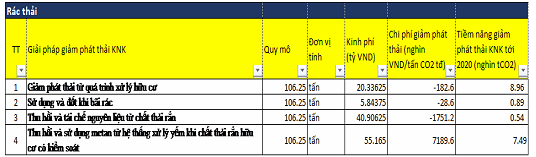 Rác thải
TT Giải pháp giảm phát thải KNK Quy mô Đơn vị tính Kinh phí (tỷ VND) Chi phí giảm phát thải (nghìn VND/tấn CO2 tđ) Tiềm năng giảm phát thải KNK tới 2020 (nghìn tCO2)
1 Giảm phát thải từ quá trình xử lý hữu cơ 106.25 tấn 20.33625 -182.6 8.96
2 Sử dụng và đốt khí bãi rác 106.25 tấn 5.84375 -28.6 0.89
3 Thu hồi và tái chế nguyên liệu từ chất thải rắn 106.25 tấn 40.90625 -1751.2 0.54
4 Thu hồi và sử dụng metan từ hệ thống xử lý yếm khí chất thải rắn hữu cơ có kiểm soát 106.25 tấn 55.165 7189.6 7.49